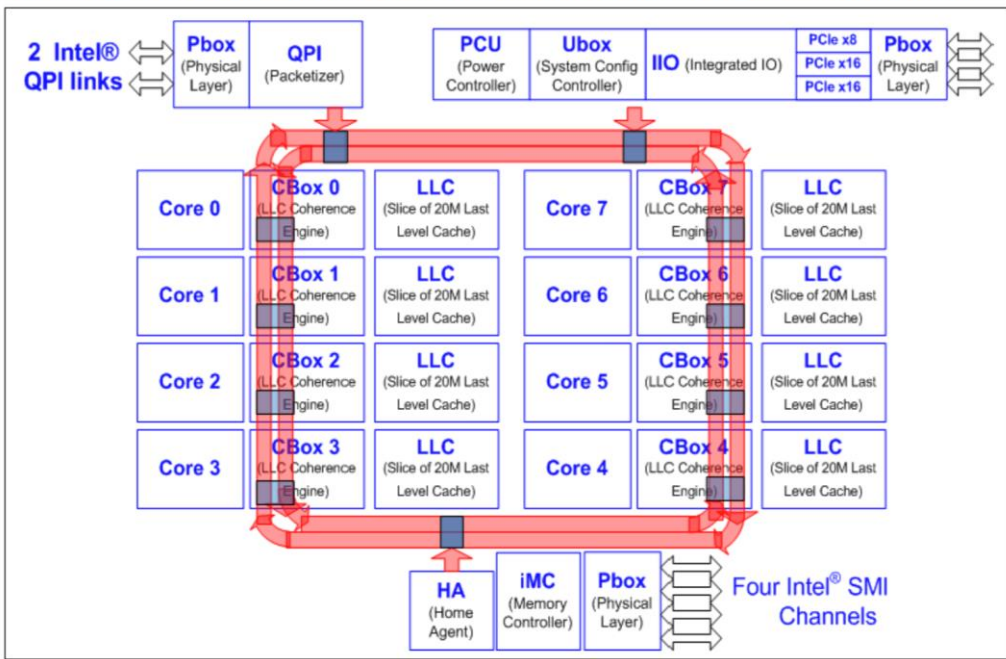 2 Intel®
QPI links
Pbox
(Physical
Layer)
QPI
(Packetizer)
PCU
(Power
Controller)
Ubox
(System Config
Controller)
IIO (Integrated IO)
PCIe x8
PCIe x16
PCIe x16
Pbox
(Physical
Layer)
Core 0
CBox 0
(LLC Coherence
Engine)
LLC
(Slice of 20M Last
Level Cache)
Core 7
CBox 7
(LLC Coherence
Engine)
LLC
(Slice of 20M Last
Level Cache)
Core 1
CBox 1
(LLC Coherence
Engine)
LLC
(Slice of 20M Last
Level Cache)
Core 6
CBox 6
(LLC Coherence
Engine)
LLC
(Slice of 20M Last
Level Cache)
Core 2
CBox 2
(LLC Coherence
Engine)
LLC
(Slice of 20M Last
Level Cache)
Core 5
CBox 5
(LLC Coherence
Engine)
LLC
(Slice of 20M Last
Level Cache)
Core 3
CBox 3
(LLC Coherence
Engine)
LLC
(Slice of 20M Last
Level Cache)
Core 4
CBox 4
(LLC Coherence
Engine)
LLC
(Slice of 20M Last
Level Cache)
HA
(Home
Agent)
iMC
(Memory
Controller)
Pbox
(Physical
Layer)
Four Intel® SMI
Channels